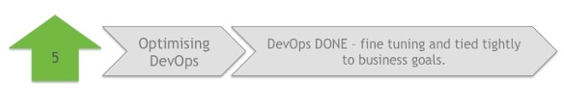 5
Optimising
DevOps
DevOps DONE – fine tuning and tied tightly
to business goals.